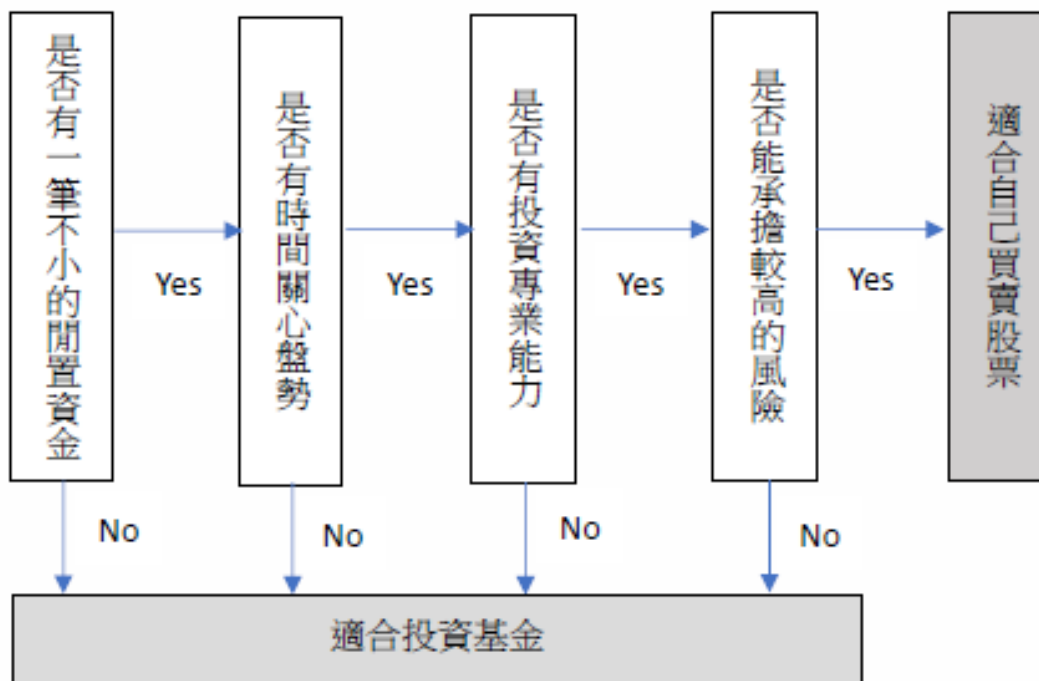 是否有一筆不小的閒置資金
Yes
是否有時間關心盤勢
Yes
是否有投資專業能力
Yes
是否能承擔較高的風險
Yes
適合自己買賣股票
No
No
No
No
適合投資基金